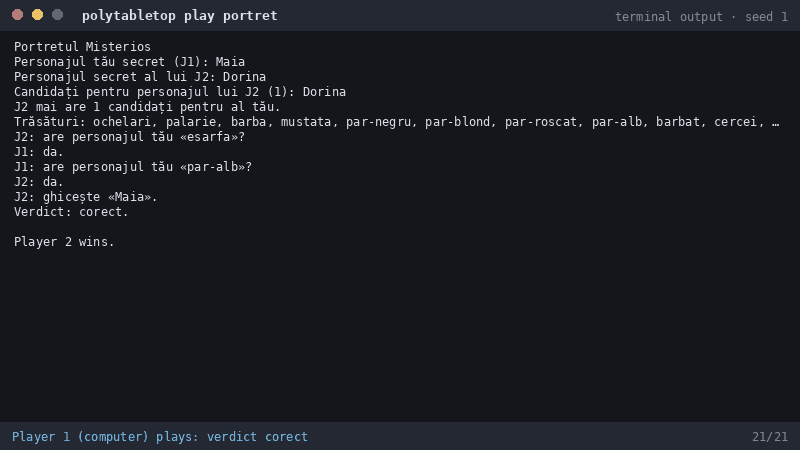 polytabletop play portret
terminal output · seed 1
Portretul Misterios
Personajul tău secret (J1): Maia
Personajul secret al lui J2: Dorina
Candidați pentru personajul lui J2 (1): Dorina
J2 mai are 1 candidați pentru al tău.
Trăsături: ochelari, palarie, barba, mustata, par-negru, par-blond, par-roscat, par-alb, barbat, cercei, …
J2: are personajul tău «esarfa»?
J1: da.
J1: are personajul tău «par-alb»?
J2: da.
J2: ghicește «Maia».
Verdict: corect.
Player 2 wins.
Player 1 (computer) plays: verdict corect
21/21